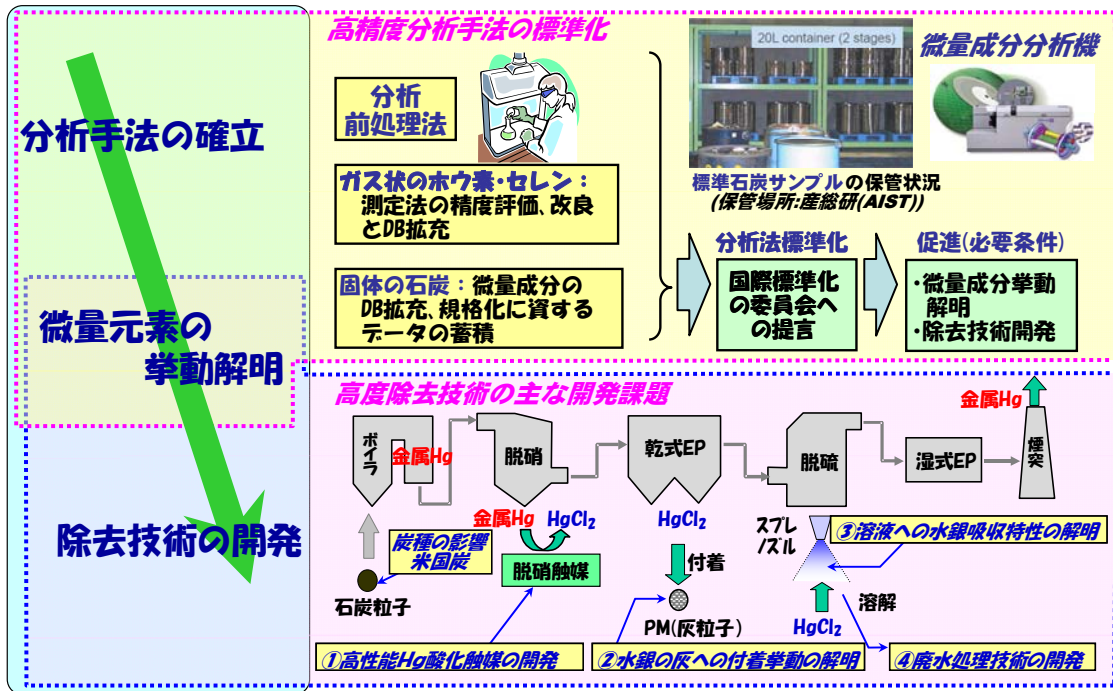 分析手法の確立
微量元素の
挙動解明
除去技術の開発
高精度分析手法の標準化
分析
前処理法
ガス状のホウ素・セレン：
測定法の精度評価、改良
とDB拡充
固体の石炭：微量成分の
DB拡充、規格化に資する
データの蓄積
20L container (2 stages)
微量成分分析機
標準石炭サンプルの保管状況
(保管場所:産総研(AIST))
分析法標準化
国際標準化
の委員会へ
の提言
促進(必要条件)
・微量成分挙動
解明
・除去技術開発
高度除去技術の主な開発課題
ボイラ
金属Hg
脱硝
乾式EP
脱硫
湿式EP
煙突
金属Hg
金属Hg
HgCl₂
脱硝触媒
HgCl₂
付着
PM(灰粒子)
スプレ
ノズル
溶解
HgCl₂
炭種の影響
米国炭
石炭粒子
③溶液への水銀吸収特性の解明
①高性能Hg酸化触媒の開発
②水銀の灰への付着挙動の解明
④廃水処理技術の開発